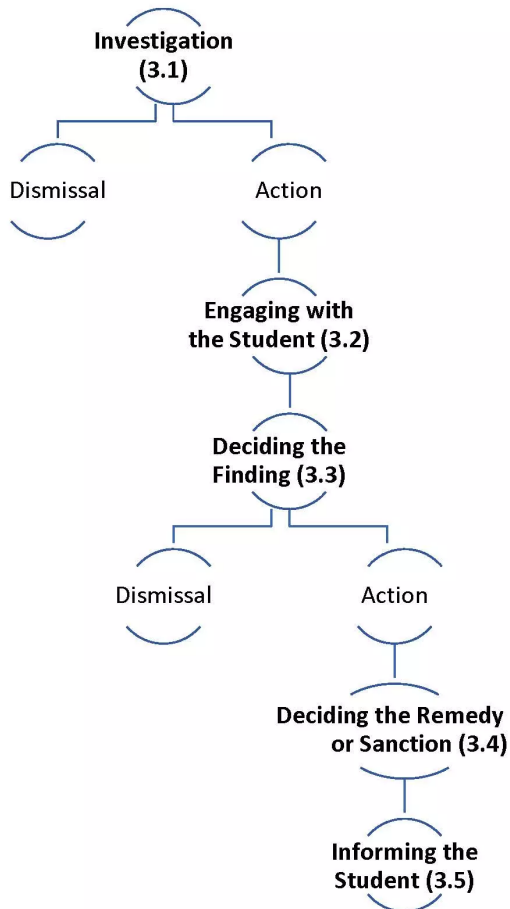 Investigation
(3.1)
Dismissal
Action
Engaging with
the Student (3.2)
Deciding the
Finding (3.3)
Dismissal
Action
Deciding the Remedy
or Sanction (3.4)
Informing the
Student (3.5)